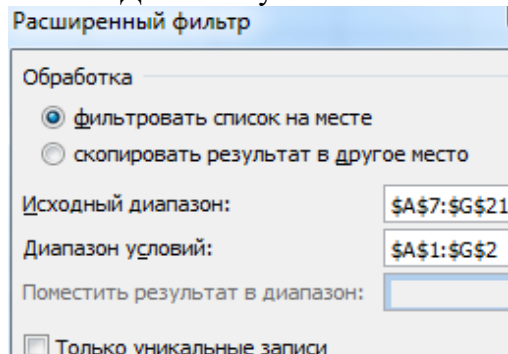 Расширенный фильтр
Обработка
фильтровать список на месте
скопировать результат в другое место
Исходный диапазон: $A$7:$G$21
Диапазон условий: $A$1:$G$2
Поместить результат в диапазон:
Только уникальные записи